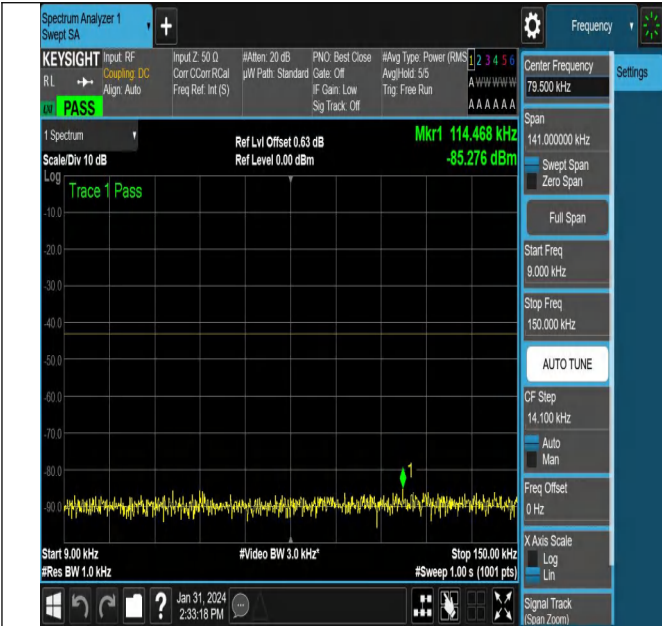 Spectrum Analyzer 1
Swept SA
+
Frequency
KEYSIGHT
RL
PASS
Input: RF
Coupling: DC
Align: Auto
Input Z: 50 Ω
Corr CCorr RCal
Freq Ref: Int (S)
#Atten: 20 dB
µW Path: Standard
PNO: Best Close
Gate: Off
IF Gain: Low
Sig Track: Off
#Avg Type: Power (RMS
Avg|Hold: 5/5
Trig: Free Run
1 2 3 4 5 6
A W W W W W
A A A A A A
1 Spectrum
Scale/Div 10 dB
Ref Lvl Offset 0.63 dB
Ref Level 0.00 dBm
Mkr1 114.468 kHz
-85.276 dBm
Log
Trace 1 Pass
-10.0
-20.0
-30.0
-40.0
-50.0
-60.0
-70.0
-80.0
-90.0
1
Start 9.00 kHz
#Res BW 1.0 kHz
#Video BW 3.0 kHz*
Stop 150.00 kHz
#Sweep 1.00 s (1001 pts)
?
Jan 31, 2024
2:33:18 PM
Center Frequency
79.500 kHz
Settings
Span
141.000000 kHz
Swept Span
Zero Span
Full Span
Start Freq
9.000 kHz
Stop Freq
150.000 kHz
AUTO TUNE
CF Step
14.100 kHz
Auto
Man
Freq Offset
0 Hz
X Axis Scale
Log
Lin
Signal Track
(Span Zoom)